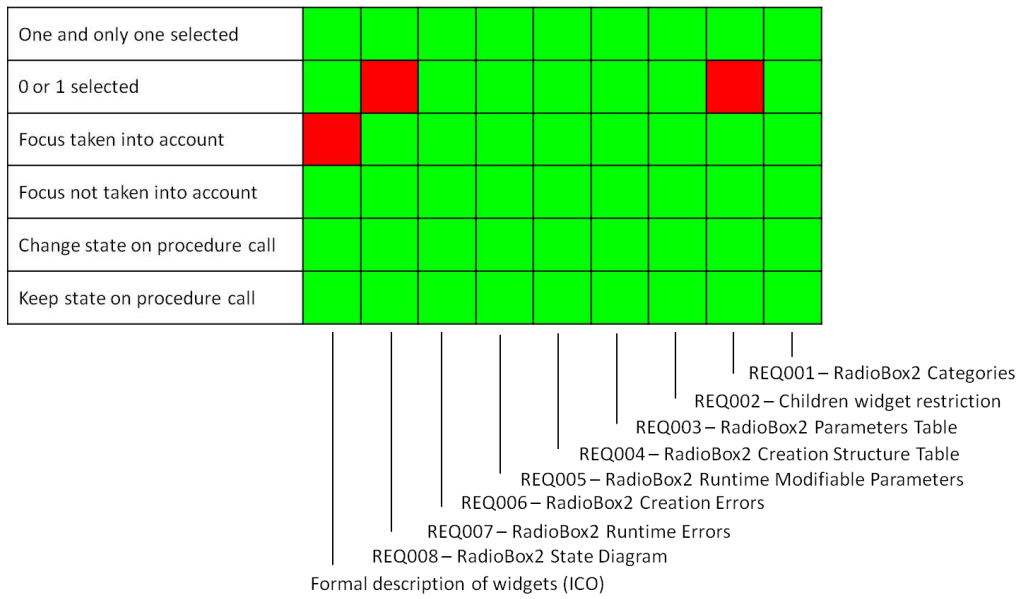 One and only one selected
0 or 1 selected
Focus taken into account
Focus not taken into account
Change state on procedure call
Keep state on procedure call
REQ001 – RadioBox2 Categories
REQ002 – Children widget restriction
REQ003 – RadioBox2 Parameters Table
REQ004 – RadioBox2 Creation Structure Table
REQ005 – RadioBox2 Runtime Modifiable Parameters
REQ006 – RadioBox2 Creation Errors
REQ007 – RadioBox2 Runtime Errors
REQ008 – RadioBox2 State Diagram
Formal description of widgets (ICO)